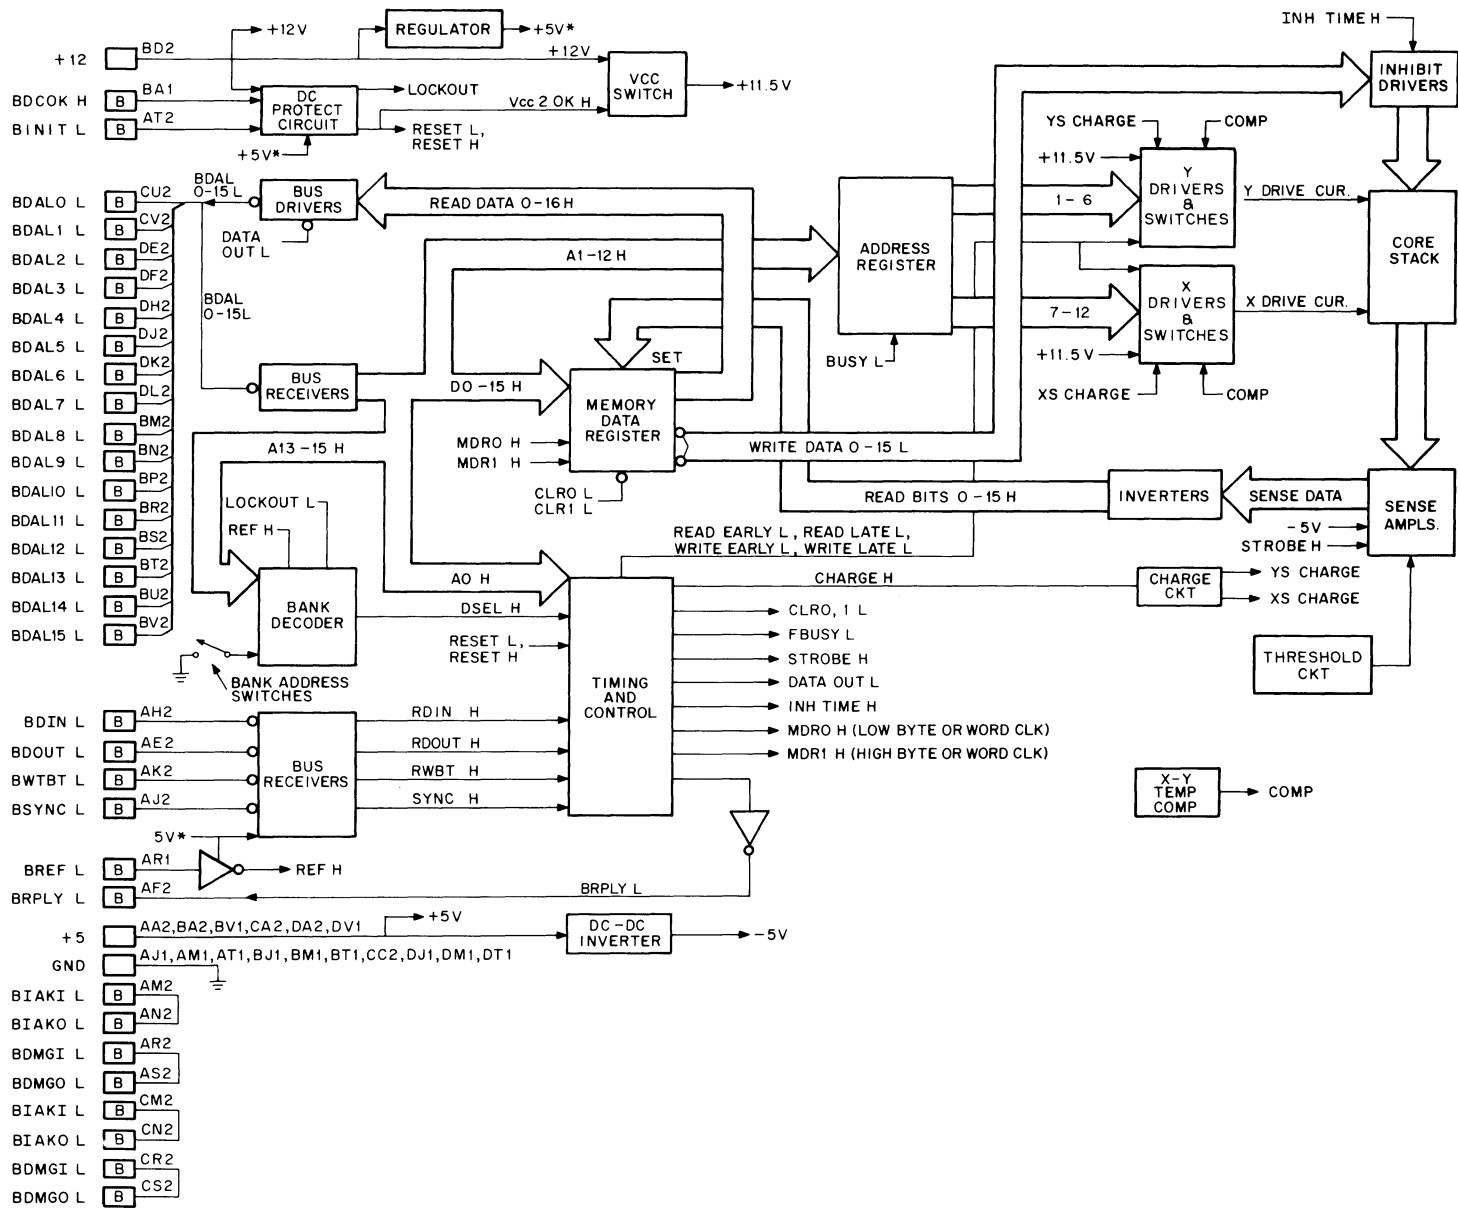 INH TIME H
+12V
REGULATOR
+5V*
+12
BD2
+12V
VCC
SWITCH
+11.5V
INHIBIT
DRIVERS
BDCOK H
B
BA1
DC
PROTECT
CIRCUIT
LOCKOUT
Vcc 2 OK H
BINIT L
B
AT2
RESET L,
RESET H
+5V*
YS CHARGE
COMP
+11.5V
Y
DRIVERS
&
SWITCHES
1-6
Y DRIVE CUR.
CORE
STACK
X
DRIVERS
&
SWITCHES
7-12
X DRIVE CUR.
+11.5V
XS CHARGE
COMP
ADDRESS
REGISTER
BUSY L
BDAL
0-15 L
BUS
DRIVERS
READ DATA 0-16 H
DATA
OUT L
A1-12 H
BDAL
0-15L
BUS
RECEIVERS
SET
D0-15 H
MEMORY
DATA
REGISTER
MDR0 H
MDR1 H
CLR0 L
CLR1 L
WRITE DATA 0-15 L
READ BITS 0-15 H
INVERTERS
SENSE DATA
SENSE
AMPLS.
-5V
STROBE H
A13-15 H
BDAL0 L
B
CU2
BDAL1 L
B
CV2
BDAL2 L
B
DE2
BDAL3 L
B
DF2
BDAL4 L
B
DH2
BDAL5 L
B
DJ2
BDAL6 L
B
DK2
BDAL7 L
B
DL2
BDAL8 L
B
BM2
BDAL9 L
B
BN2
BDAL10 L
B
BP2
BDAL11 L
B
BR2
BDAL12 L
B
BS2
BDAL13 L
B
BT2
BDAL14 L
B
BU2
BDAL15 L
B
BV2
LOCKOUT L
REF H
BANK
DECODER
BANK ADDRESS
SWITCHES
READ EARLY L, READ LATE L,
WRITE EARLY L, WRITE LATE L
A0 H
DSEL H
RESET L,
RESET H
TIMING
AND
CONTROL
CHARGE H
CHARGE
CKT
YS CHARGE
XS CHARGE
CLR0, 1 L
FBUSY L
STROBE H
DATA OUT L
INH TIME H
MDR0 H (LOW BYTE OR WORD CLK)
MDR1 H (HIGH BYTE OR WORD CLK)
THRESHOLD
CKT
X-Y
TEMP
COMP
COMP
BDIN L
B
AH2
RDIN H
BDOUT L
B
AE2
RDOUT H
BWTBT L
B
AK2
RWBT H
BSYNC L
B
AJ2
SYNC H
BUS
RECEIVERS
5V*
BREF L
B
AR1
REF H
BRPLY L
B
AF2
BRPLY L
+5
AA2,BA2,BV1,CA2,DA2,DV1
+5V
DC-DC
INVERTER
-5V
GND
AJ1,AM1,AT1,BJ1,BM1,BT1,CC2,DJ1,DM1,DT1
BIAKI L
B
AM2
BIAKO L
B
AN2
BDMGI L
B
AR2
BDMGO L
B
AS2
BIAKI L
B
CM2
BIAKO L
B
CN2
BDMGI L
B
CR2
BDMGO L
B
CS2